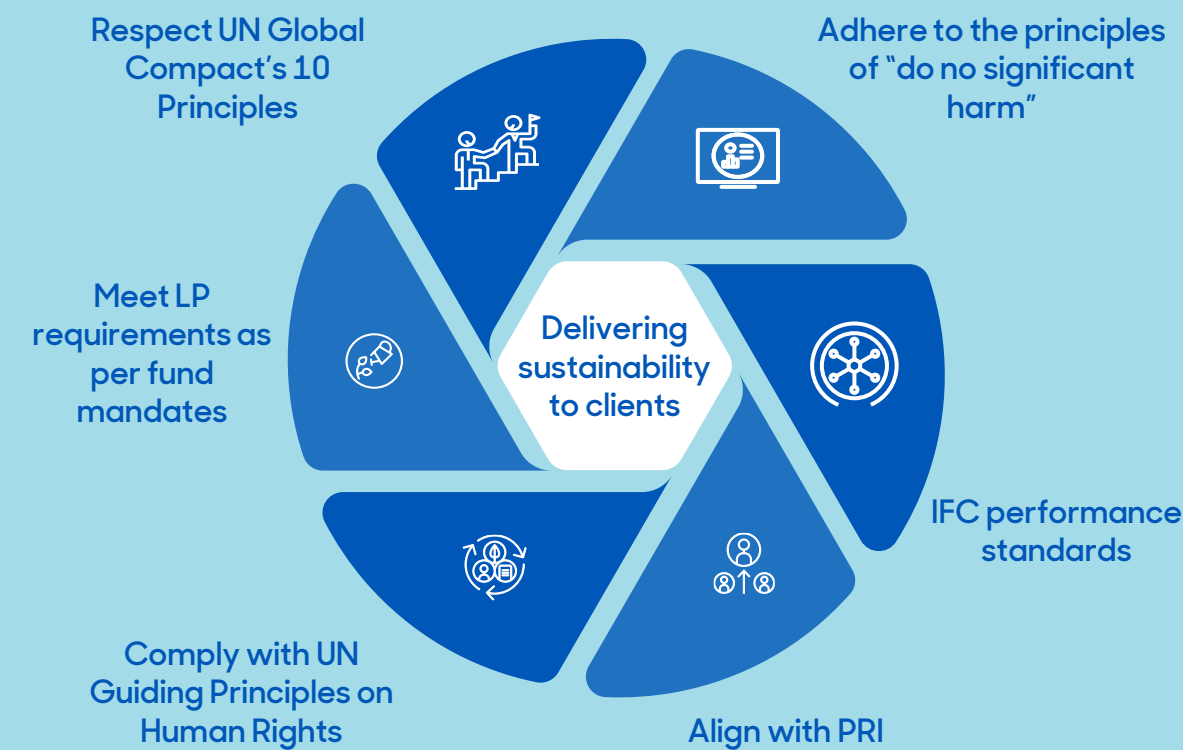 Respect UN Global
Compact's 10
Principles
Adhere to the principles
of “do no significant
harm”
Meet LP
requirements as
per fund
mandates
Delivering
sustainability
to clients
IFC performance
standards
Comply with UN
Guiding Principles on
Human Rights
Align with PRI